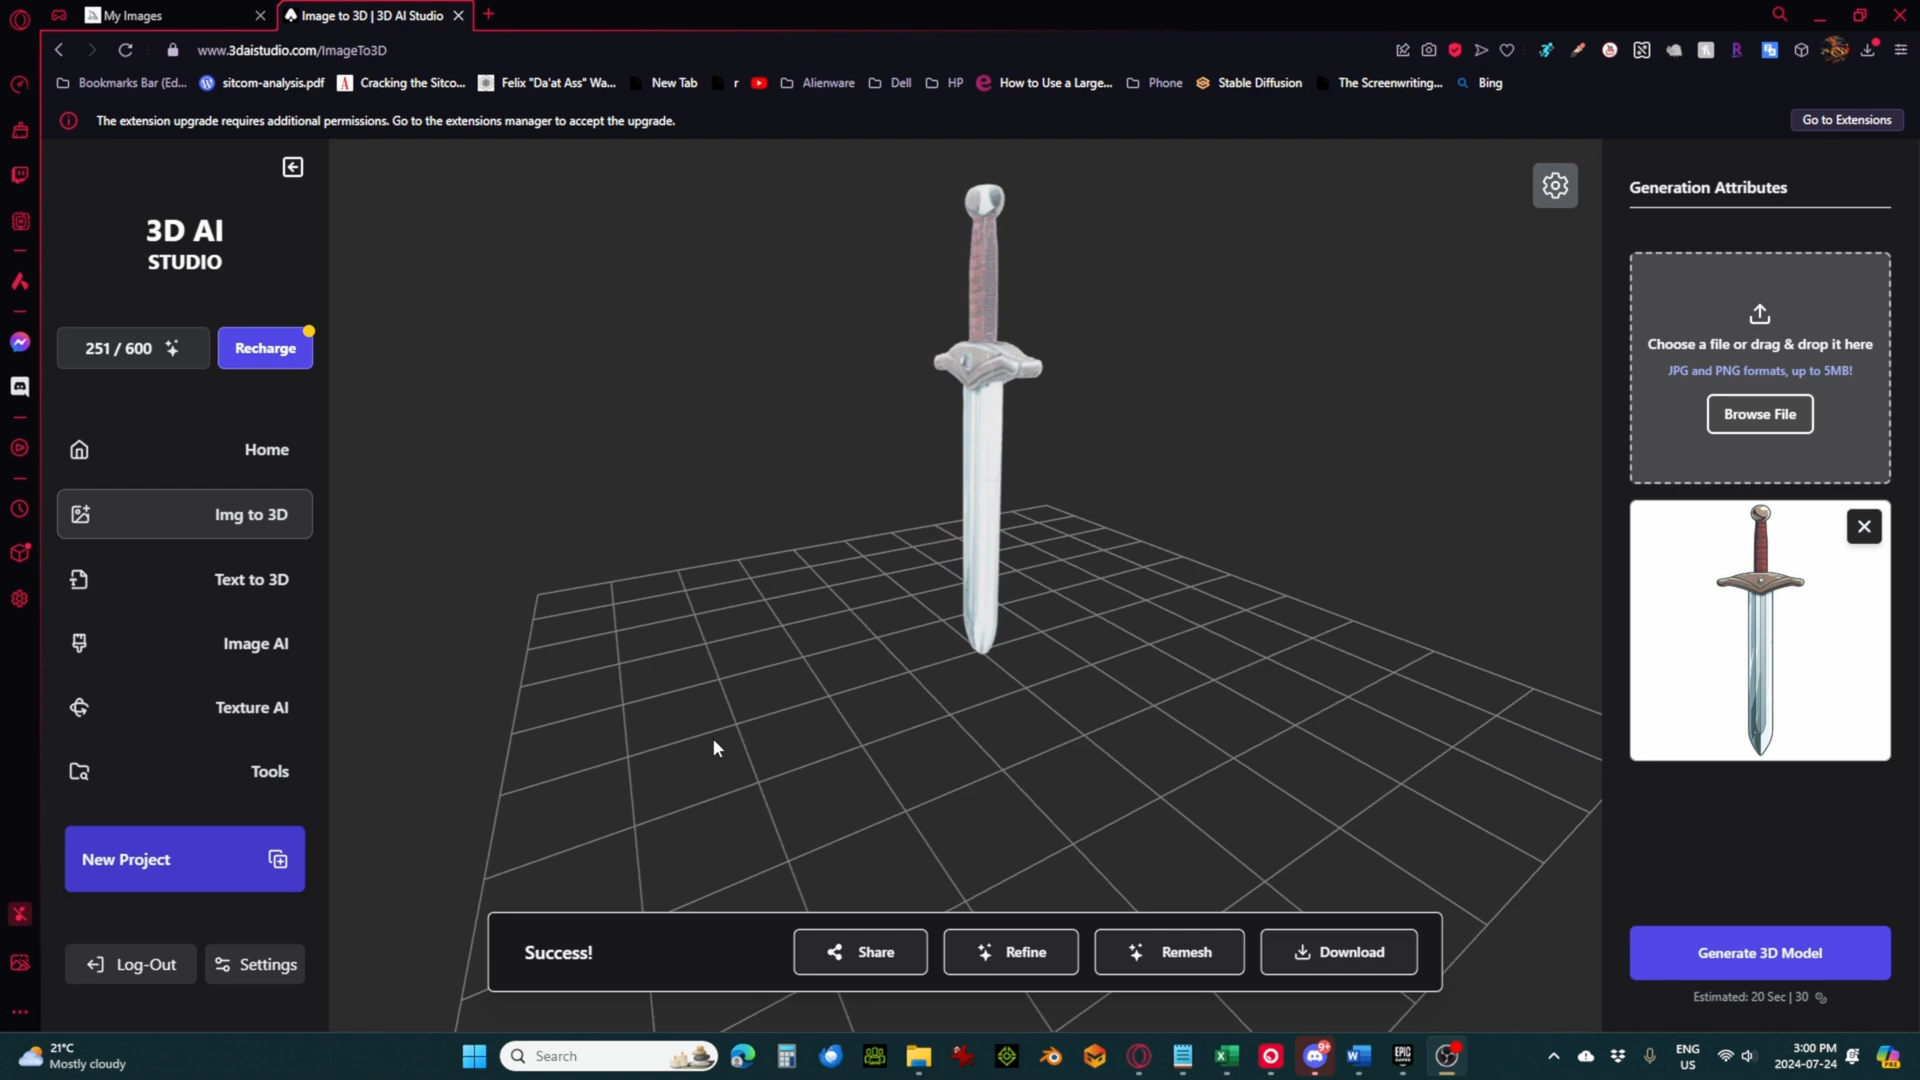 My Images
Image to 3D | 3D AI Studio
www.3daistudio.com/ImageTo3D
Bookmarks Bar (Ed...
sitcom-analysis.pdf
Cracking the Sitco...
Felix "Da'at Ass" Wa...
New Tab
r
Alienware
Dell
HP
How to Use a Large...
Phone
Stable Diffusion
The Screenwriting...
Bing
The extension upgrade requires additional permissions. Go to the extensions manager to accept the upgrade.
Go to Extensions
3D AI
STUDIO
251 / 600
Recharge
Home
Img to 3D
Text to 3D
Image AI
Texture AI
Tools
New Project
Log-Out
Settings
Success!
Share
Refine
Remesh
Download
Generation Attributes
Choose a file or drag & drop it here
JPG and PNG formats, up to 5MB!
Browse File
Generate 3D Model
Estimated: 20 Sec | 30
21°C
Mostly cloudy
Search
EPIC
9+
ENG
US
3:00 PM
2024-07-24
PRE